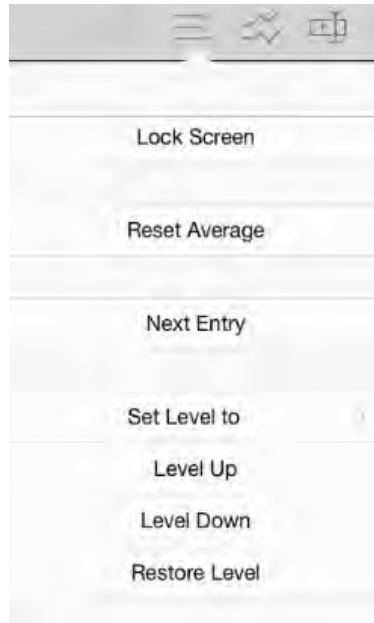 Lock Screen
Reset Average
Next Entry
Set Level to
Level Up
Level Down
Restore Level